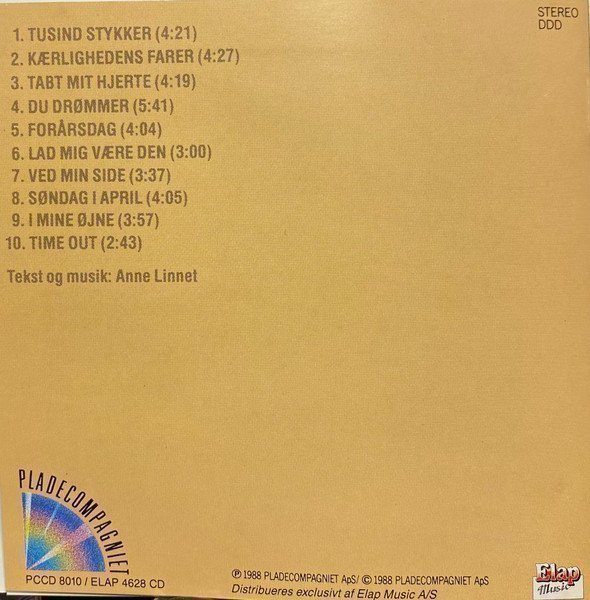 STEREO
DDD
1. TUSIND STYKKER (4:21)
2. KÆRLIGHEDENS FARER (4:27)
3. TABT MIT HJERTE (4:19)
4. DU DRØMMER (5:41)
5. FORÅRSDAG (4:04)
6. LAD MIG VÆRE DEN (3:00)
7. VED MIN SIDE (3:37)
8. SØNDAG I APRIL (4:05)
9. I MINE ØJNE (3:57)
10. TIME OUT (2:43)
Tekst og musik: Anne Linnet
PLADECOMPAGNIET
PCCD 8010 / ELAP 4628 CD
℗ 1988 PLADECOMPAGNIET ApS/ © 1988 PLADECOMPAGNIET ApS
Distribueres exclusivt af Elap Music A/S
Elap
Music